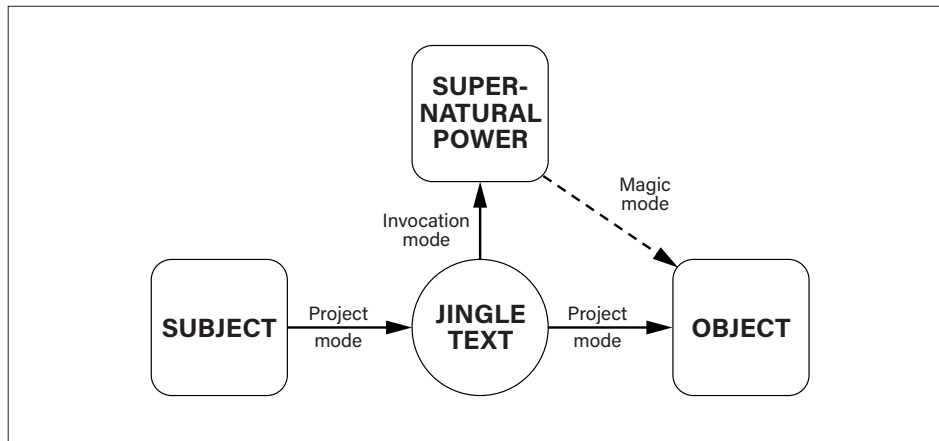 SUPER-
NATURAL
POWER
Magic
mode
Invocation
mode
SUBJECT
Project
mode
JINGLE
TEXT
Project
mode
OBJECT